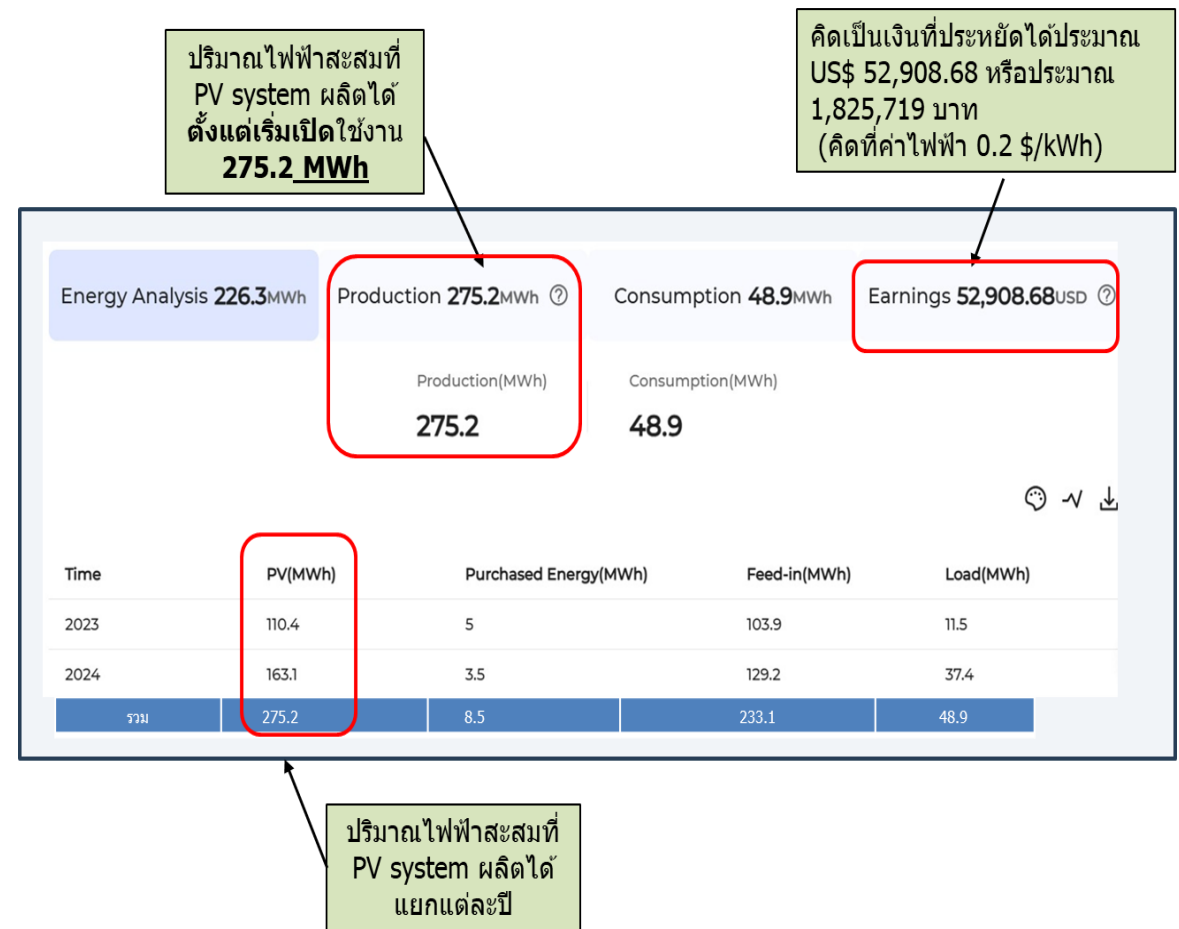 ปริมาณไฟฟ้าสะสมที่
PV system ผลิตได้
ตั้งแต่เริ่มเปิดใช้งาน
275.2 MWh
คิดเป็นเงินที่ประหยัดได้ประมาณ
US$ 52,908.68 หรือประมาณ
1,825,719 บาท
(คิดที่ค่าไฟฟ้า 0.2 $/kWh)
Energy Analysis 226.3MWh Production 275.2MWh ? Consumption 48.9MWh Earnings 52,908.68USD ?
Production(MWh) Consumption(MWh)
275.2 48.9
Time PV(MWh) Purchased Energy(MWh) Feed-in(MWh) Load(MWh)
2023 110.4 5 103.9 11.5
2024 163.1 3.5 129.2 37.4
รวม 275.2 8.5 233.1 48.9
ปริมาณไฟฟ้าสะสมที่
PV system ผลิตได้
แยกแต่ละปี